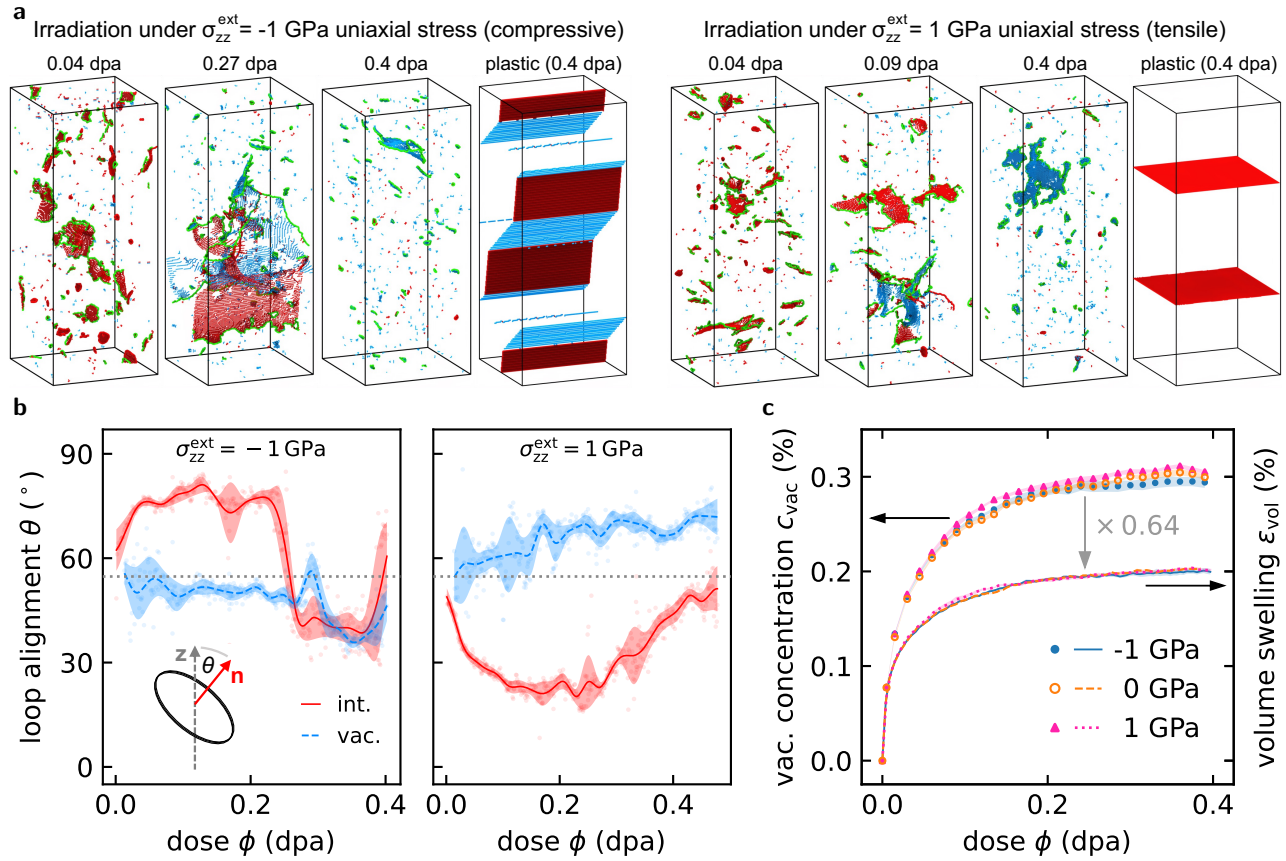 a
Irradiation under σ_zz^ext = -1 GPa uniaxial stress (compressive)
0.04 dpa
0.27 dpa
0.4 dpa
plastic (0.4 dpa)
Irradiation under σ_zz^ext = 1 GPa uniaxial stress (tensile)
0.04 dpa
0.09 dpa
0.4 dpa
plastic (0.4 dpa)
b
loop alignment θ (°)
90
60
30
0
σ_zz^ext = − 1 GPa
z
θ
n
int.
vac.
0.0
0.2
0.4
dose ϕ (dpa)
σ_zz^ext = 1 GPa
0.0
0.2
0.4
dose ϕ (dpa)
c
vac. concentration c_vac (%)
0.3
0.2
0.1
0.0
× 0.64
-1 GPa
0 GPa
1 GPa
0.0
0.2
0.4
dose ϕ (dpa)
volume swelling ε_vol (%)